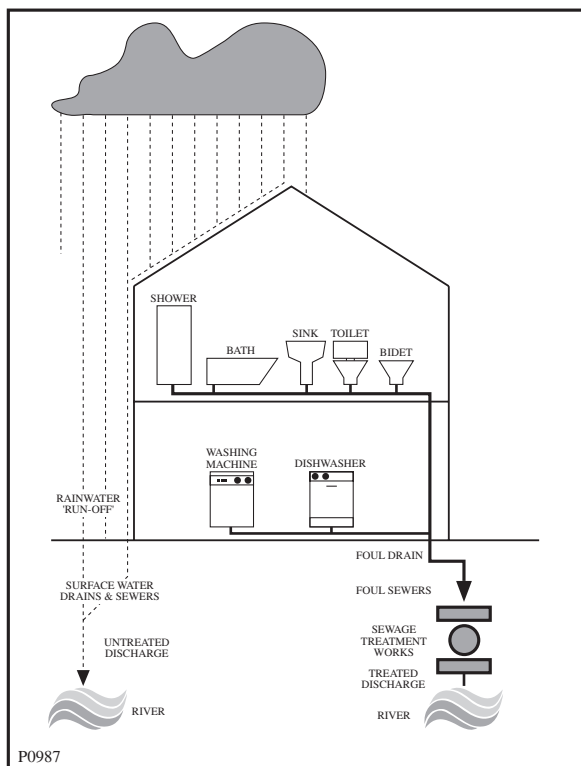 SHOWER
BATH
SINK
TOILET
BIDET
WASHING
MACHINE
DISHWASHER
RAINWATER
'RUN-OFF'
FOUL DRAIN
SURFACE WATER
DRAINS & SEWERS
FOUL SEWERS
UNTREATED
DISCHARGE
SEWAGE
TREATMENT
WORKS
TREATED
DISCHARGE
RIVER
RIVER
P0987